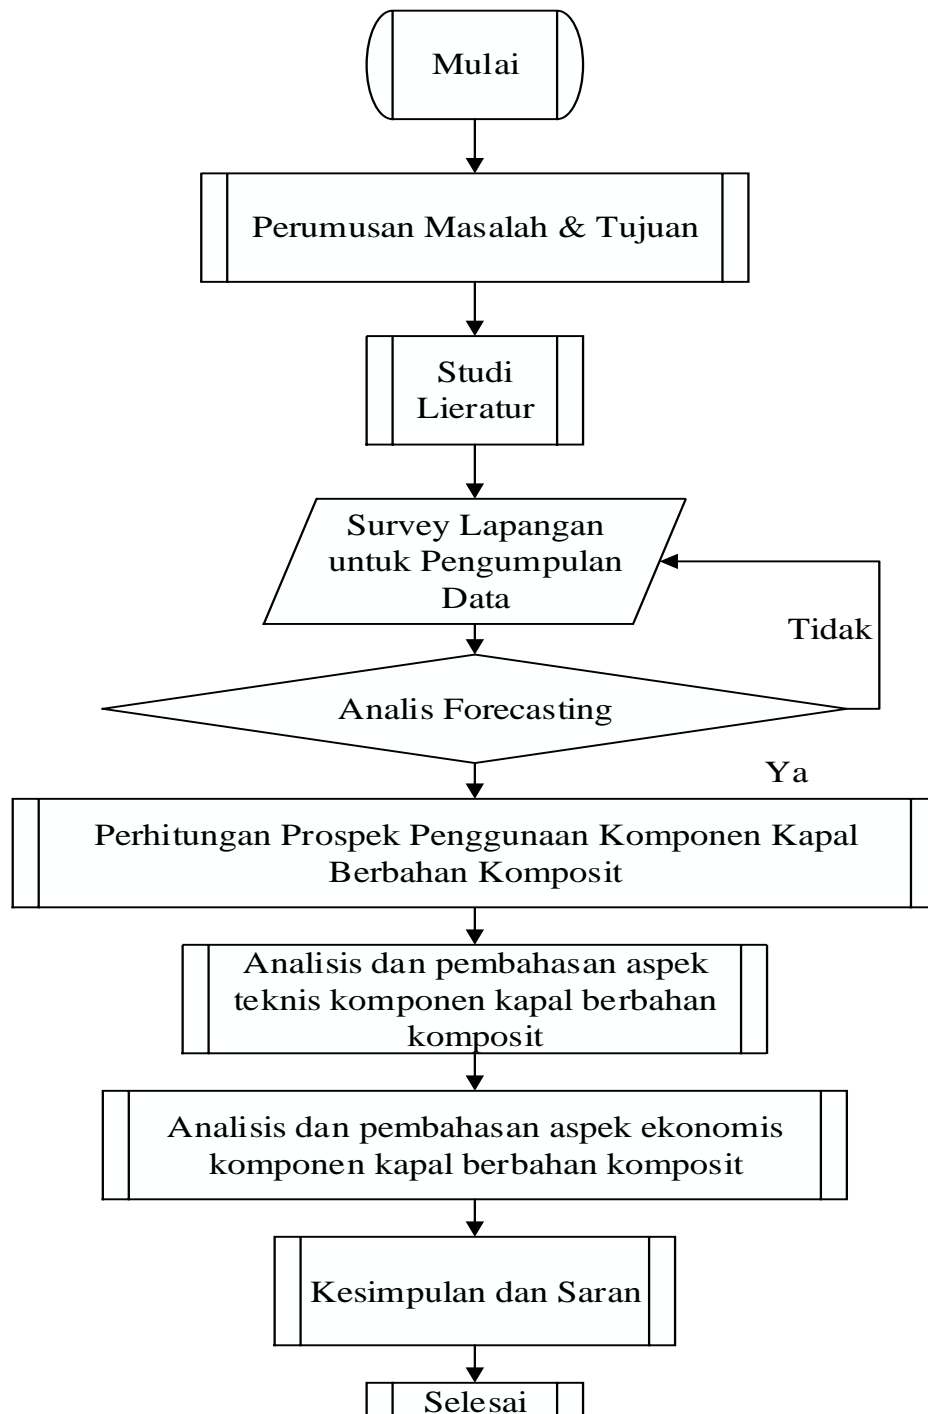 Mulai
Perumusan Masalah & Tujuan
Studi
Lieratur
Survey Lapangan
untuk Pengumpulan
Data
Tidak
Analis Forecasting
Ya
Perhitungan Prospek Penggunaan Komponen Kapal
Berbahan Komposit
Analisis dan pembahasan aspek
teknis komponen kapal berbahan
komposit
Analisis dan pembahasan aspek ekonomis
komponen kapal berbahan komposit
Kesimpulan dan Saran
Selesai